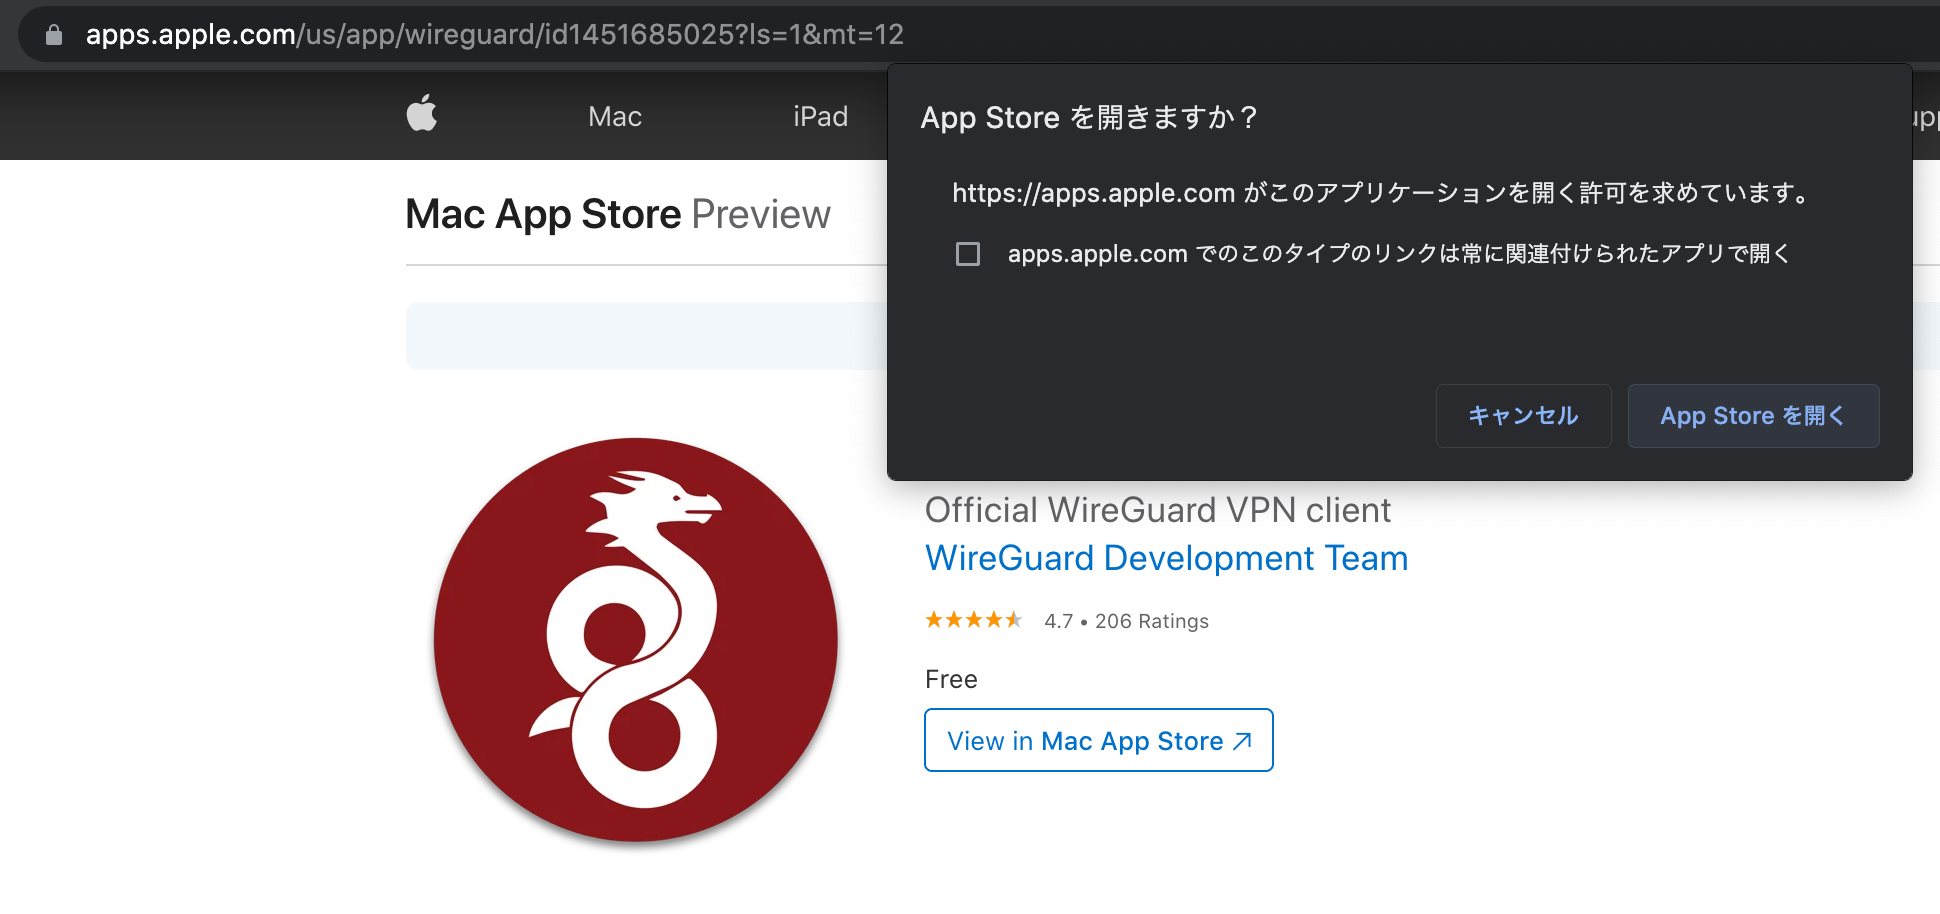 apps.apple.com/us/app/wireguard/id1451685025?ls=1&mt=12
Mac iPad
App Store を開きますか？
https://apps.apple.com がこのアプリケーションを開く許可を求めています。
apps.apple.com でのこのタイプのリンクは常に関連付けられたアプリで開く
キャンセル App Store を開く
Mac App Store Preview
Official WireGuard VPN client
WireGuard Development Team
4.7 • 206 Ratings
Free
View in Mac App Store ↗